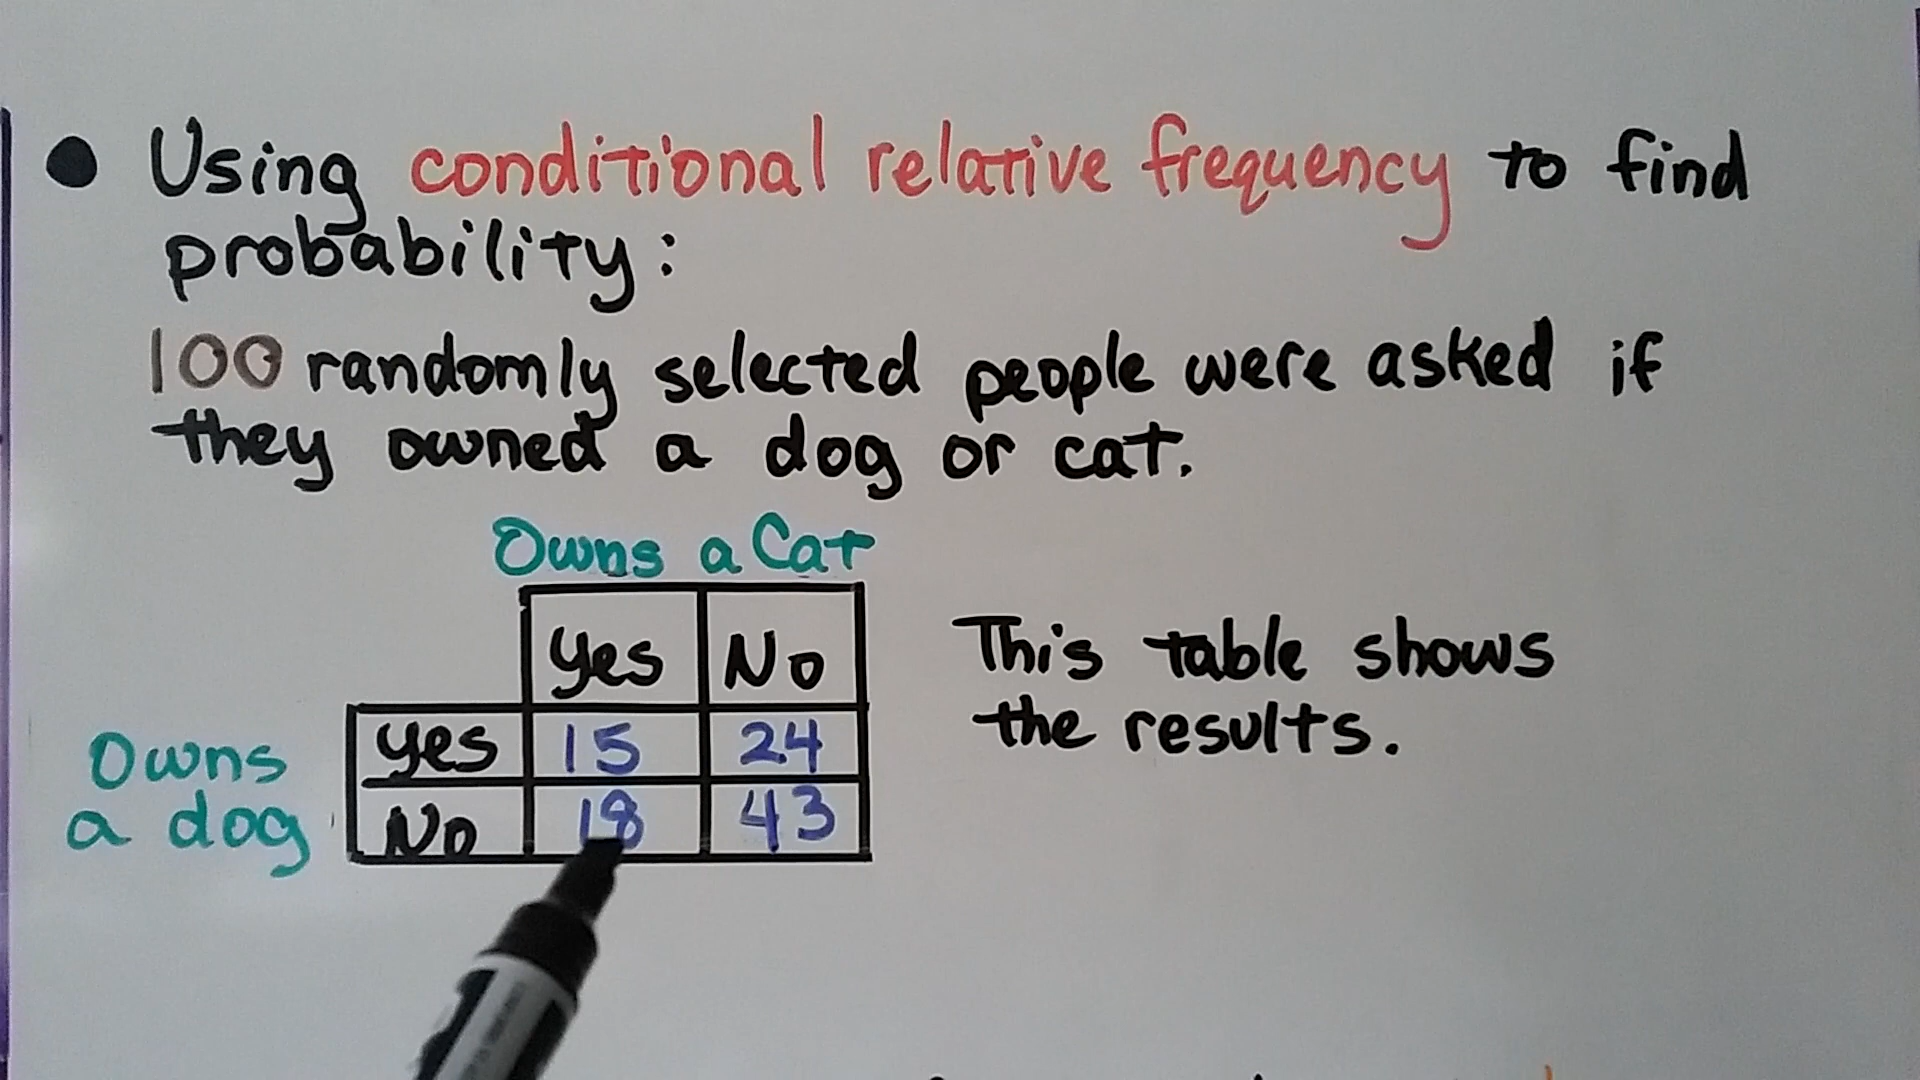 • Using conditional relative frequency to find
probability:
100 randomly selected people were asked if
they owned a dog or cat.
Owns a Cat
Yes No
This table shows
the results.
Owns
a dog
yes 15 24
No 18 43